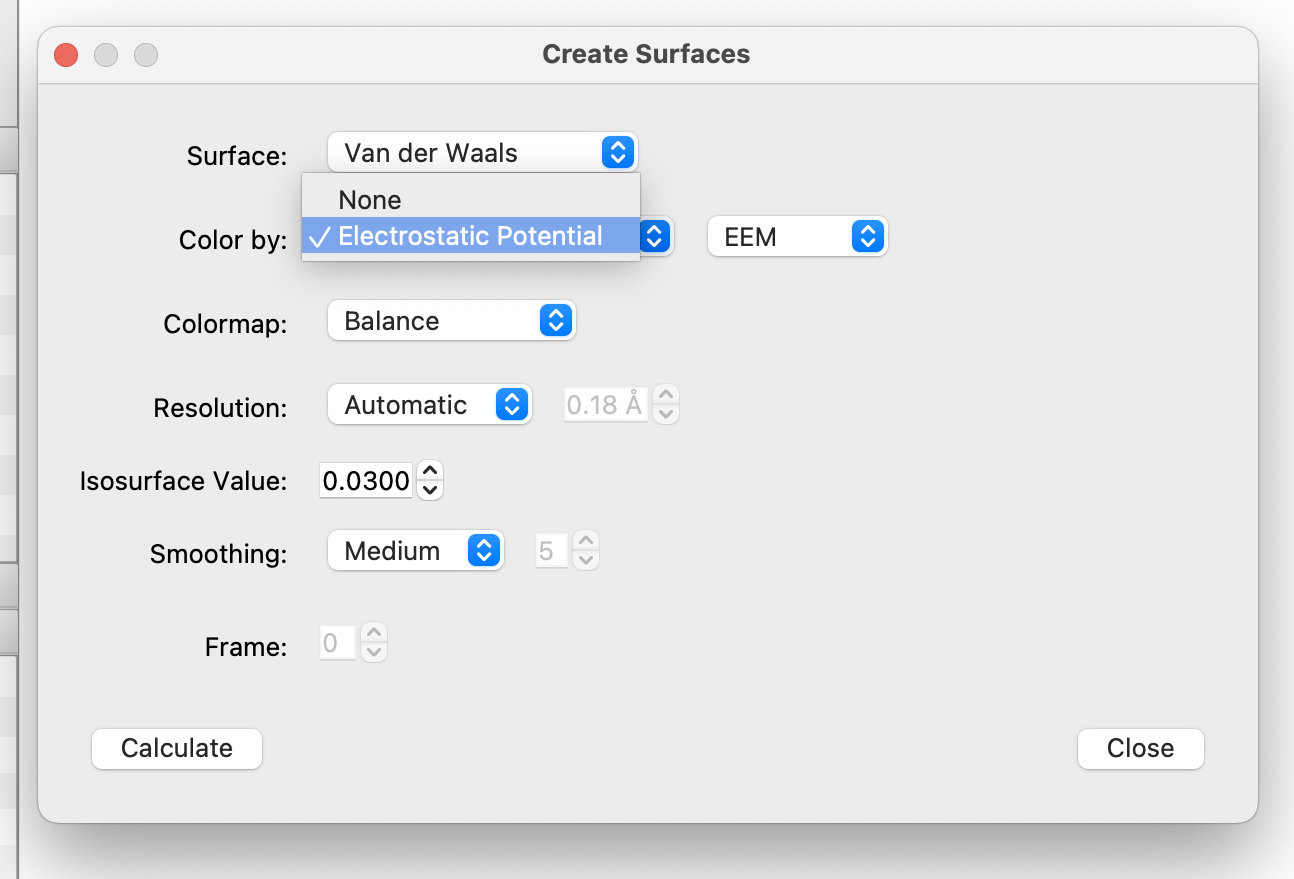 Create Surfaces
Surface: Van der Waals
None
Color by: ✓ Electrostatic Potential EEM
Colormap: Balance
Resolution: Automatic 0.18 Å
Isosurface Value: 0.0300
Smoothing: Medium 5
Frame: 0
Calculate Close